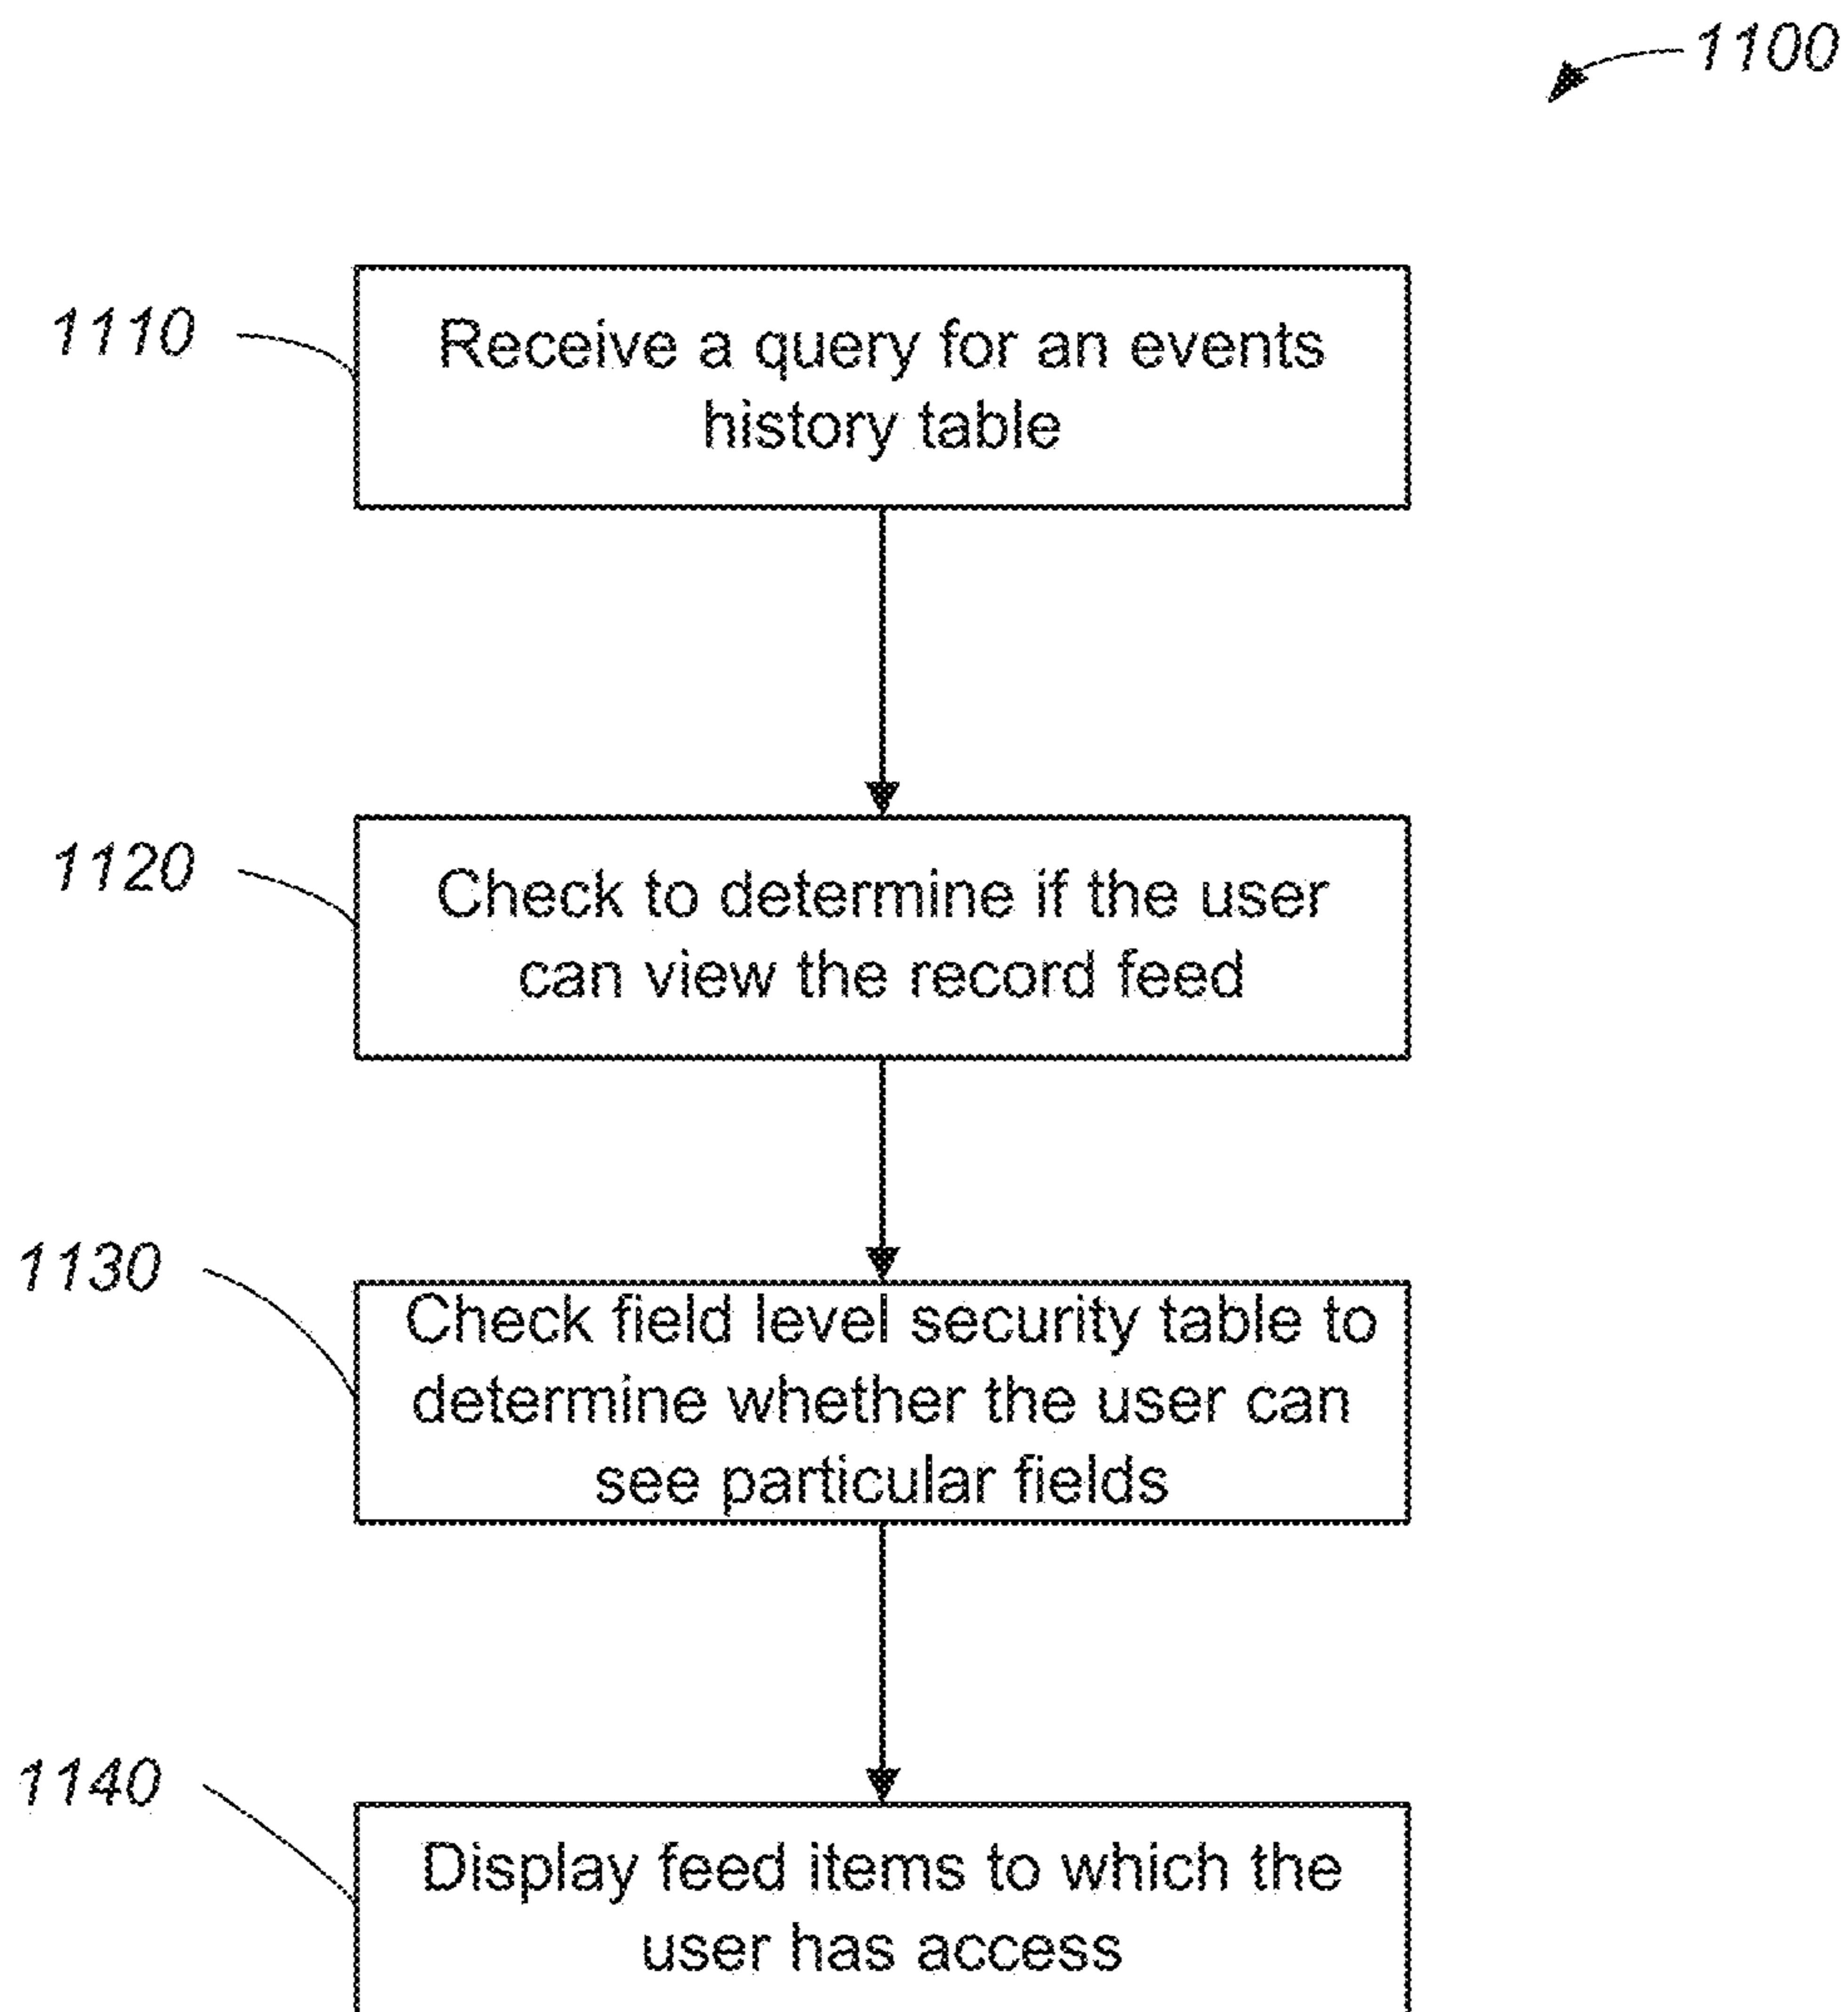 1100
1110
Receive a query for an events
history table
1120
Check to determine if the user
can view the record feed
1130
Check field level security table to
determine whether the user can
see particular fields
1140
Display feed items to which the
user has access